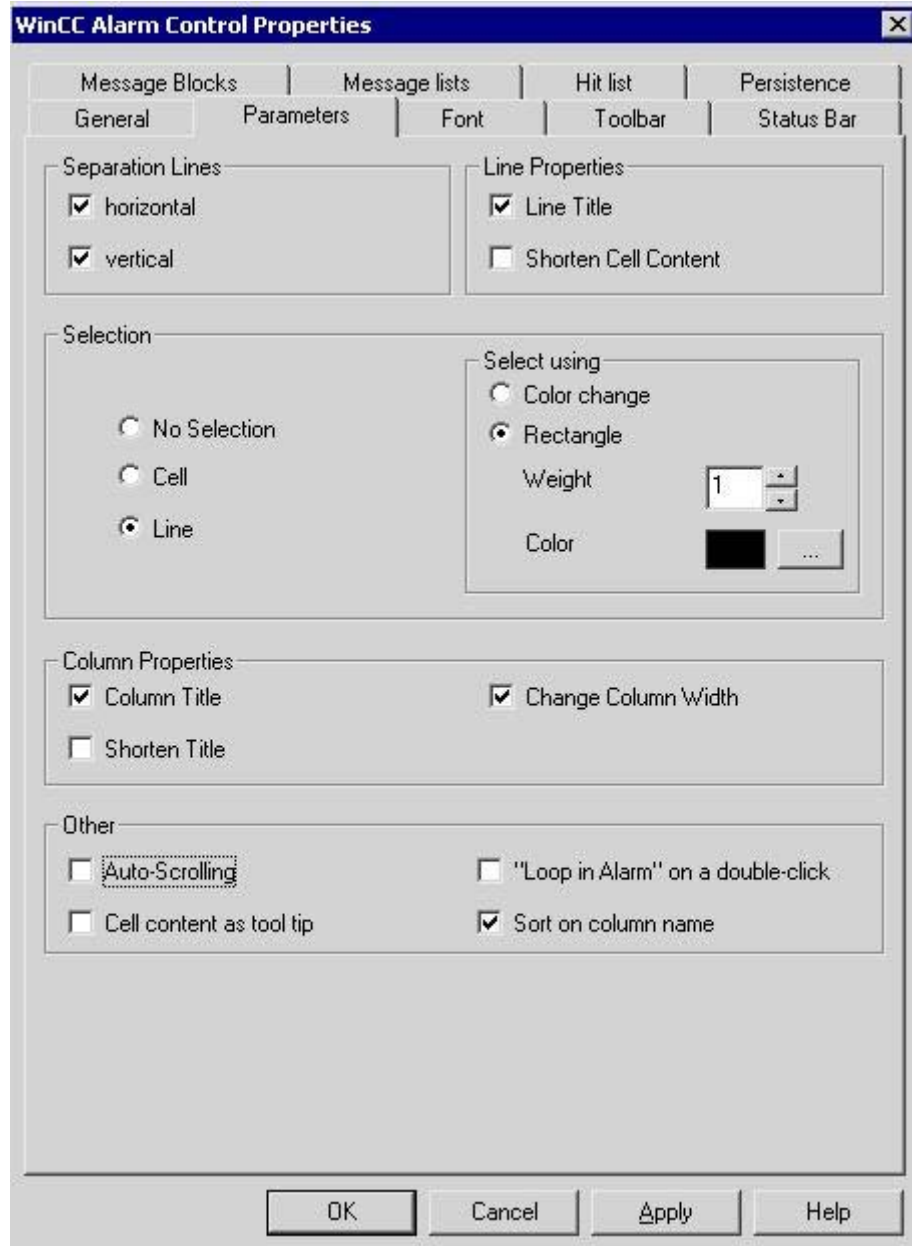 WinCC Alarm Control Properties
Message Blocks Message lists Hit list Persistence
General Parameters Font Toolbar Status Bar
Separation Lines
horizontal
vertical
Line Properties
Line Title
Shorten Cell Content
Selection
No Selection
Cell
Line
Select using
Color change
Rectangle
Weight 1
Color ...
Column Properties
Column Title Change Column Width
Shorten Title
Other
Auto-Scrolling "Loop in Alarm" on a double-click
Cell content as tool tip Sort on column name
OK Cancel Apply Help